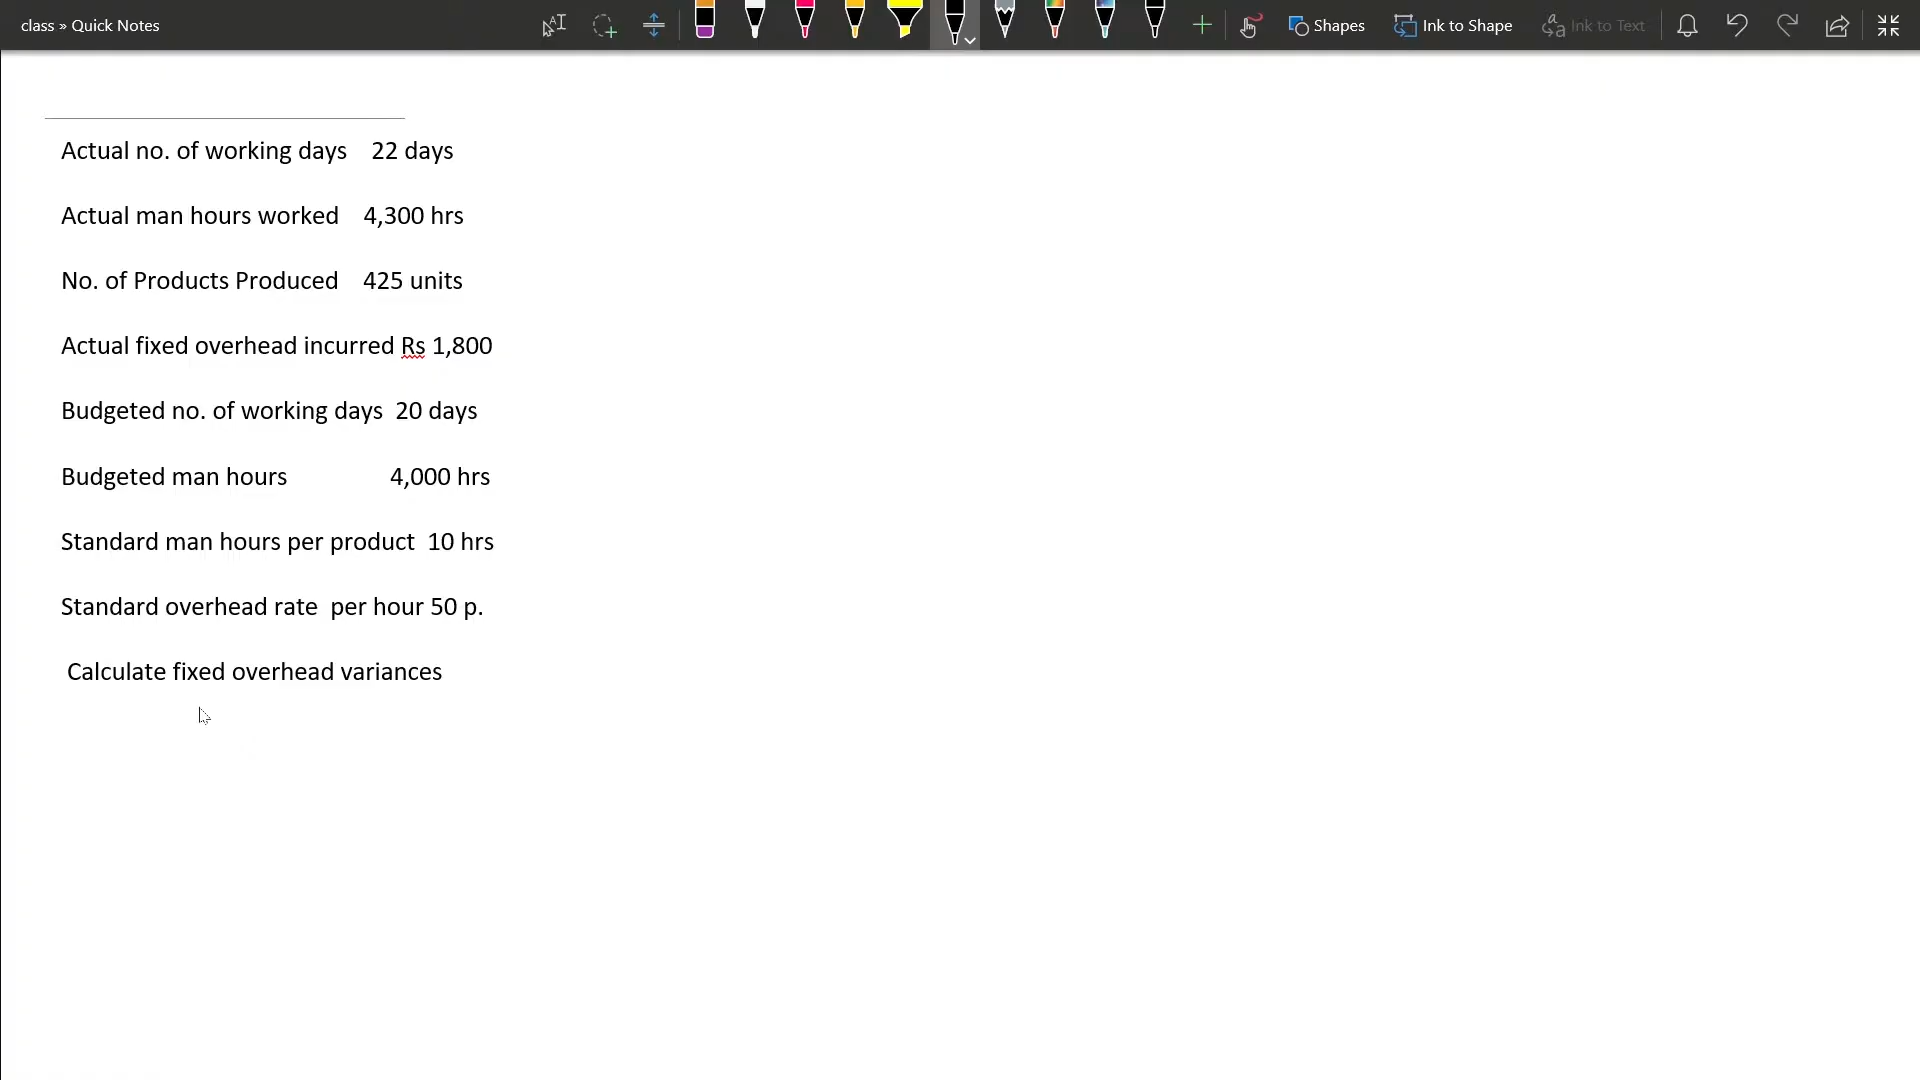 class » Quick Notes
Shapes
Ink to Shape
Ink to Text
Actual no. of working days 22 days
Actual man hours worked 4,300 hrs
No. of Products Produced 425 units
Actual fixed overhead incurred Rs 1,800
Budgeted no. of working days 20 days
Budgeted man hours 4,000 hrs
Standard man hours per product 10 hrs
Standard overhead rate per hour 50 p.
Calculate fixed overhead variances